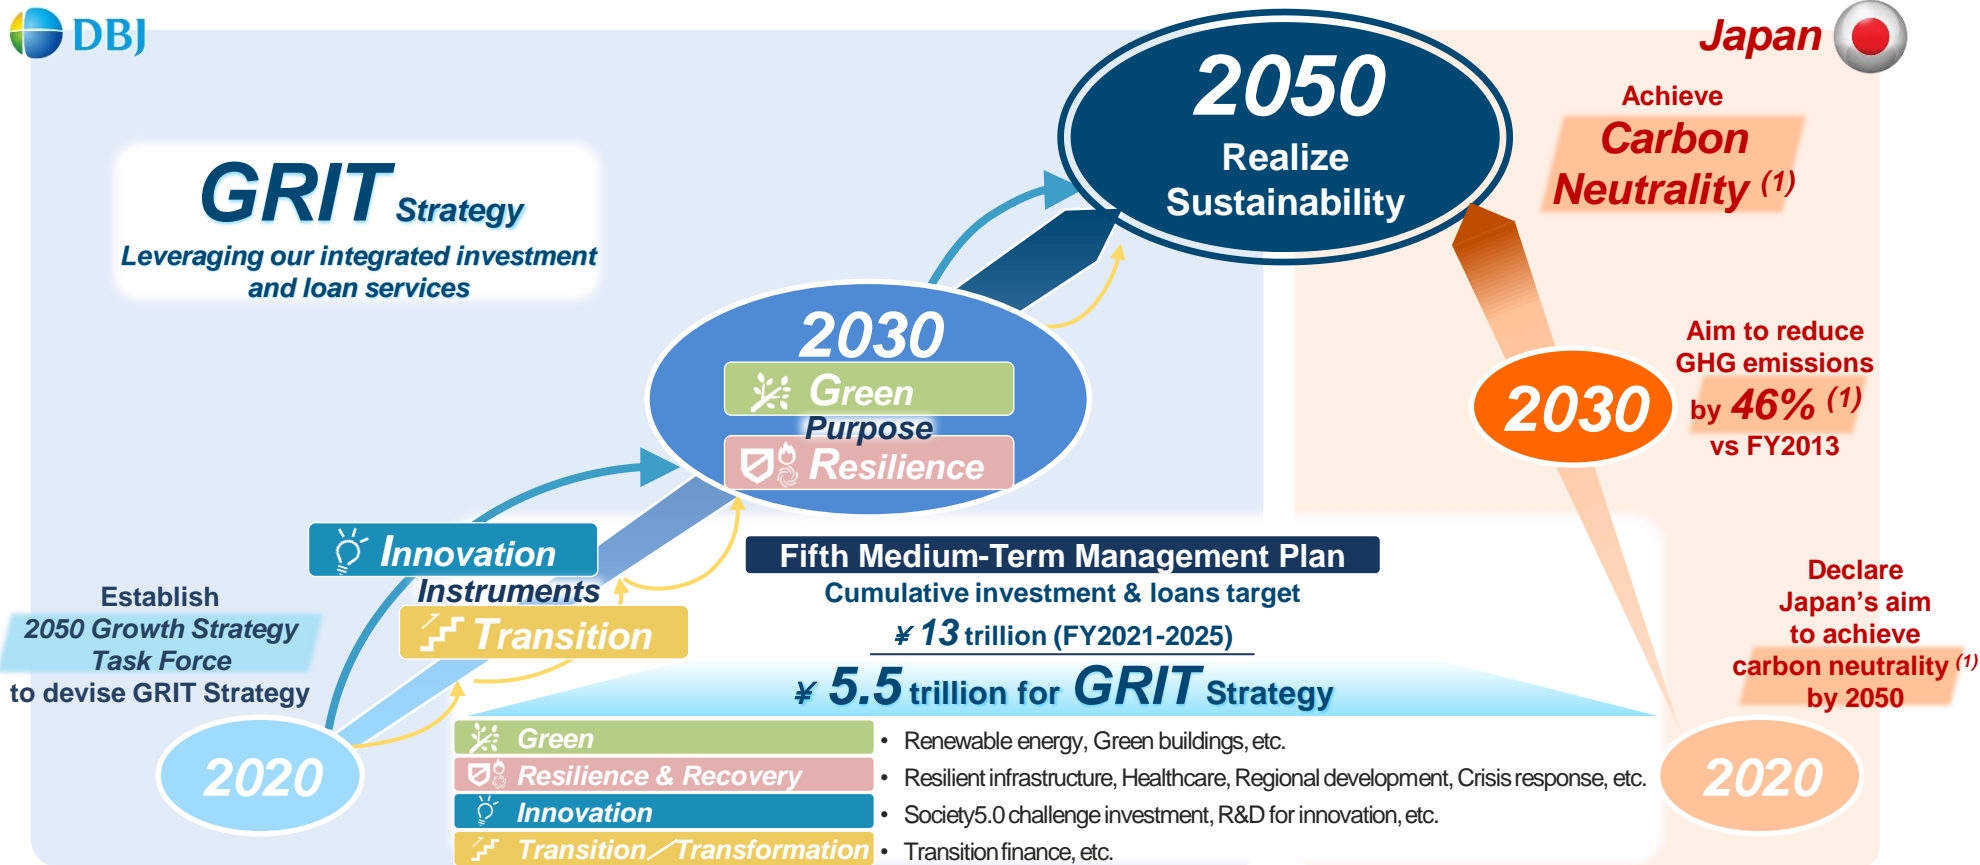 DBJ
GRIT Strategy
Leveraging our integrated investment
and loan services
2050
Realize
Sustainability
Japan
Achieve
Carbon
Neutrality (1)
2030
Green
Purpose
Resilience
2030
Aim to reduce
GHG emissions
by 46% (1)
vs FY2013
Innovation
Instruments
Transition
Establish
2050 Growth Strategy
Task Force
to devise GRIT Strategy
2020
Fifth Medium-Term Management Plan
Cumulative investment & loans target
¥ 13 trillion (FY2021-2025)
¥ 5.5 trillion for GRIT Strategy
Green • Renewable energy, Green buildings, etc.
Resilience & Recovery • Resilient infrastructure, Healthcare, Regional development, Crisis response, etc.
Innovation • Society5.0 challenge investment, R&D for innovation, etc.
Transition／Transformation • Transition finance, etc.
Declare
Japan's aim
to achieve
carbon neutrality (1)
by 2050
2020